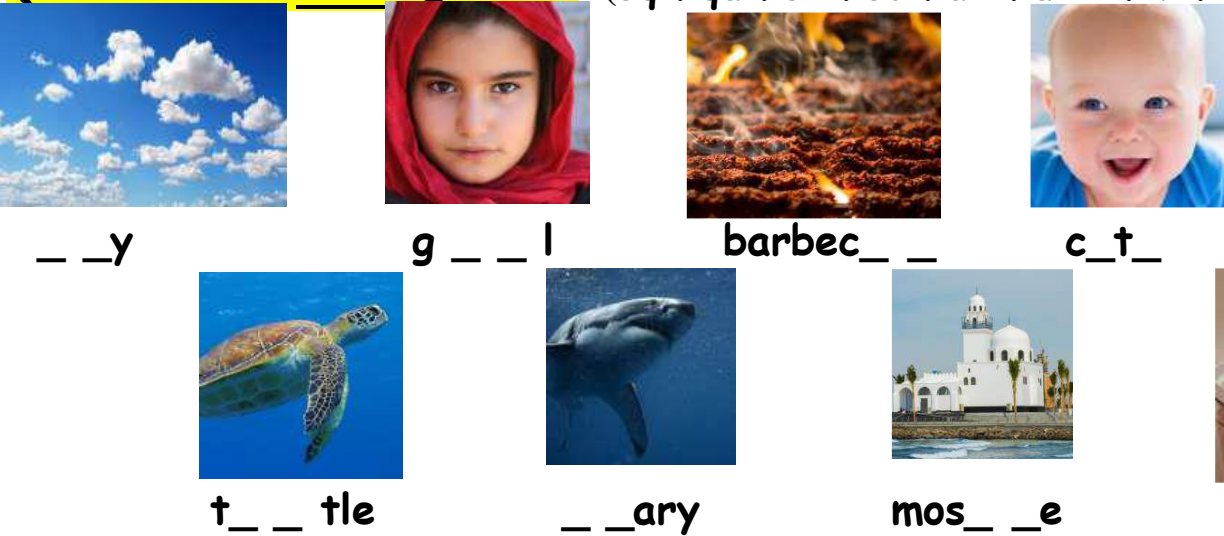 _ _y
g _ _ l
barbec_ _
c_t_
t_ _ tle
_ _ary
mos_ _e